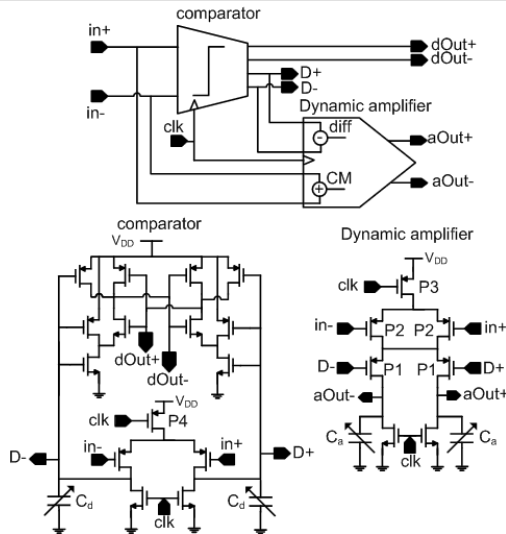 comparator
in+
dOut+
dOut-
D+
D-
in-
Dynamic amplifier
clk
diff
aOut+
CM
aOut-
comparator
Dynamic amplifier
VDD
VDD
clk
P3
in-
P2
P2
in+
dOut+
dOut-
D-
P1
P1
D+
aOut-
aOut+
VDD
clk
P4
Ca
Ca
clk
in-
in+
D-
D+
Cd
clk
Cd